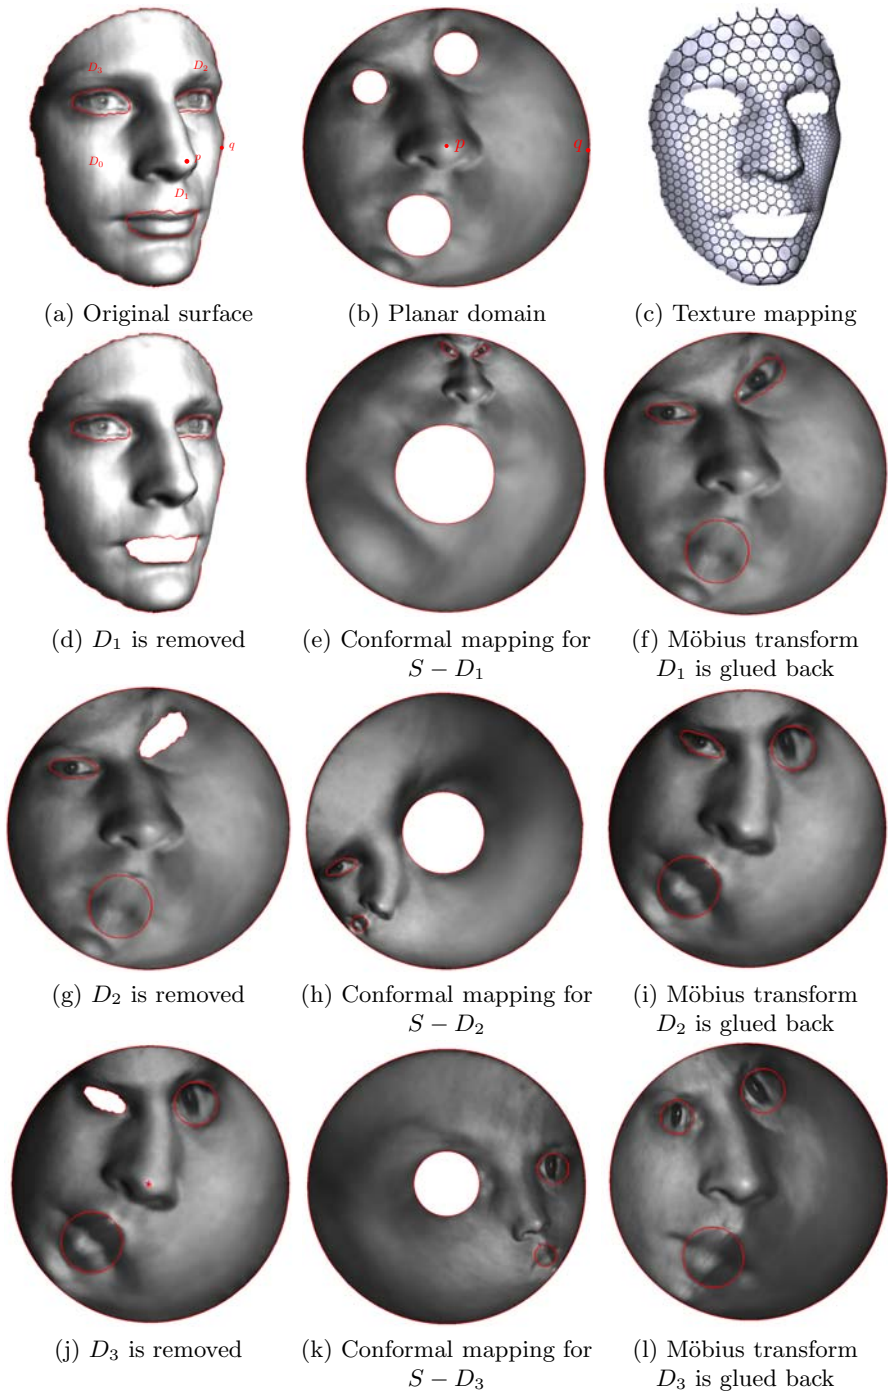 D₃ D₂
q
p
D₀
D₁
p q
(a) Original surface
(b) Planar domain
(c) Texture mapping
(d) D₁ is removed
(e) Conformal mapping for
S − D₁
(f) Möbius transform
D₁ is glued back
(g) D₂ is removed
(h) Conformal mapping for
S − D₂
(i) Möbius transform
D₂ is glued back
(j) D₃ is removed
(k) Conformal mapping for
S − D₃
(l) Möbius transform
D₃ is glued back